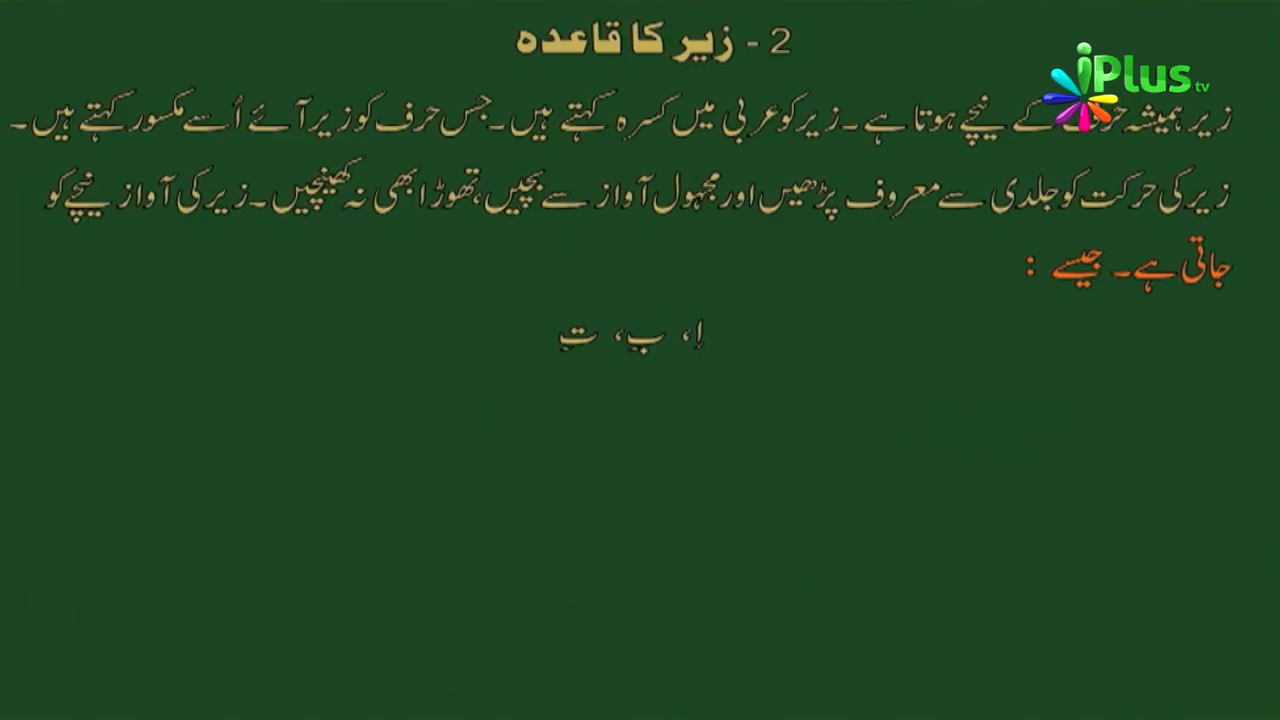 2 - زیر کا قاعدہ
iPlus tv
زیر ہمیشہ حرف کے نیچے ہوتا ہے۔ زیر کو عربی میں کسرہ کہتے ہیں۔ جس حرف کو زیر آئے اُسے مکسور کہتے ہیں۔
زیر کی حرکت کو جلدی سے معروف پڑھیں اور مجہول آواز سے بچیں، تھوڑا بھی نہ کھینچیں۔ زیر کی آواز نیچے کو
جاتی ہے۔ جیسے :
اِ، بِ، تِ